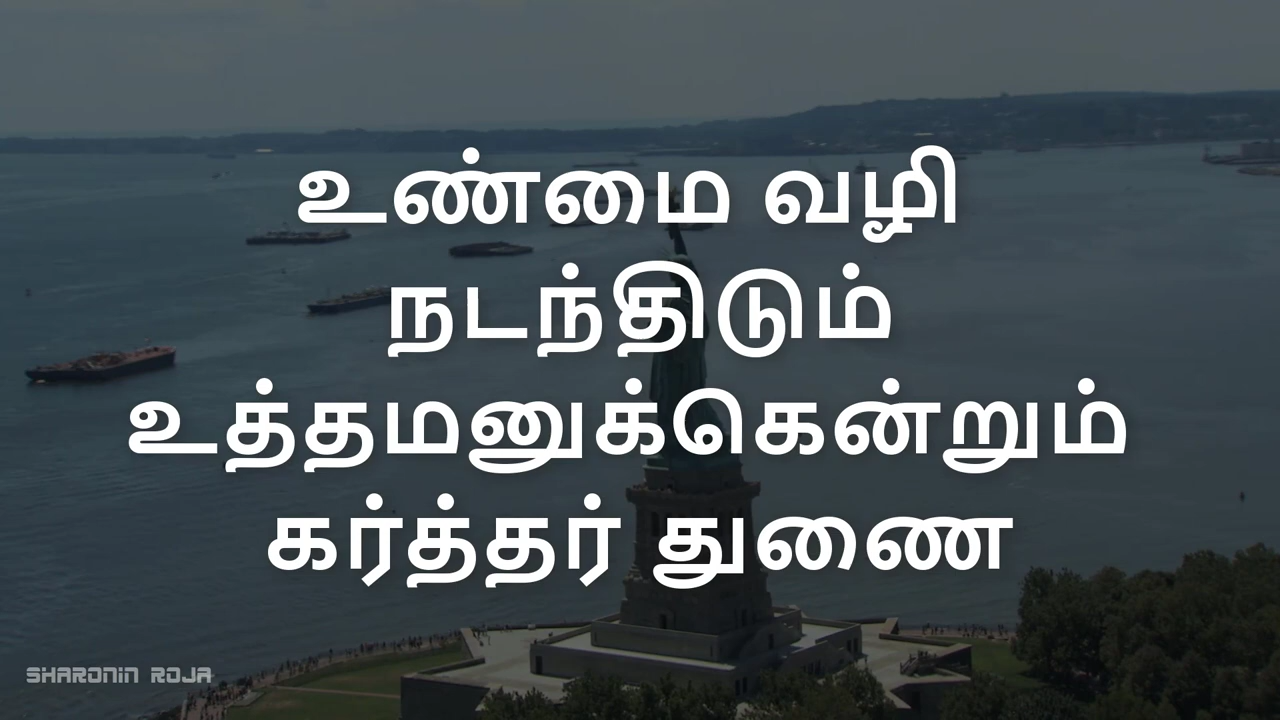 உண்மை வழி
நடந்திடும்
உத்தமனுக்கென்றும்
கர்த்தர் துணை
SHARONIN ROJA